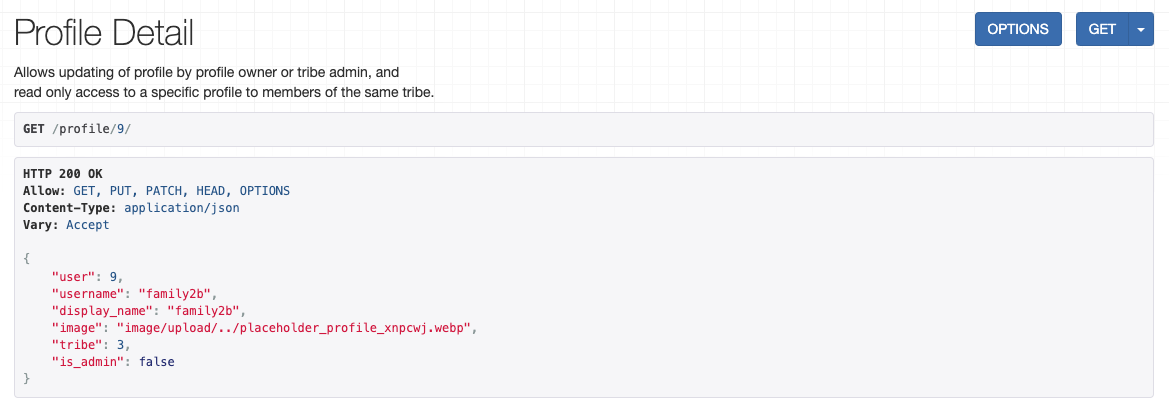 Profile Detail
OPTIONS
GET
Allows updating of profile by profile owner or tribe admin, and
read only access to a specific profile to members of the same tribe.
GET /profile/9/
HTTP 200 OK
Allow: GET, PUT, PATCH, HEAD, OPTIONS
Content-Type: application/json
Vary: Accept
{
    "user": 9,
    "username": "family2b",
    "display_name": "family2b",
    "image": "image/upload/../placeholder_profile_xnpcwj.webp",
    "tribe": 3,
    "is_admin": false
}